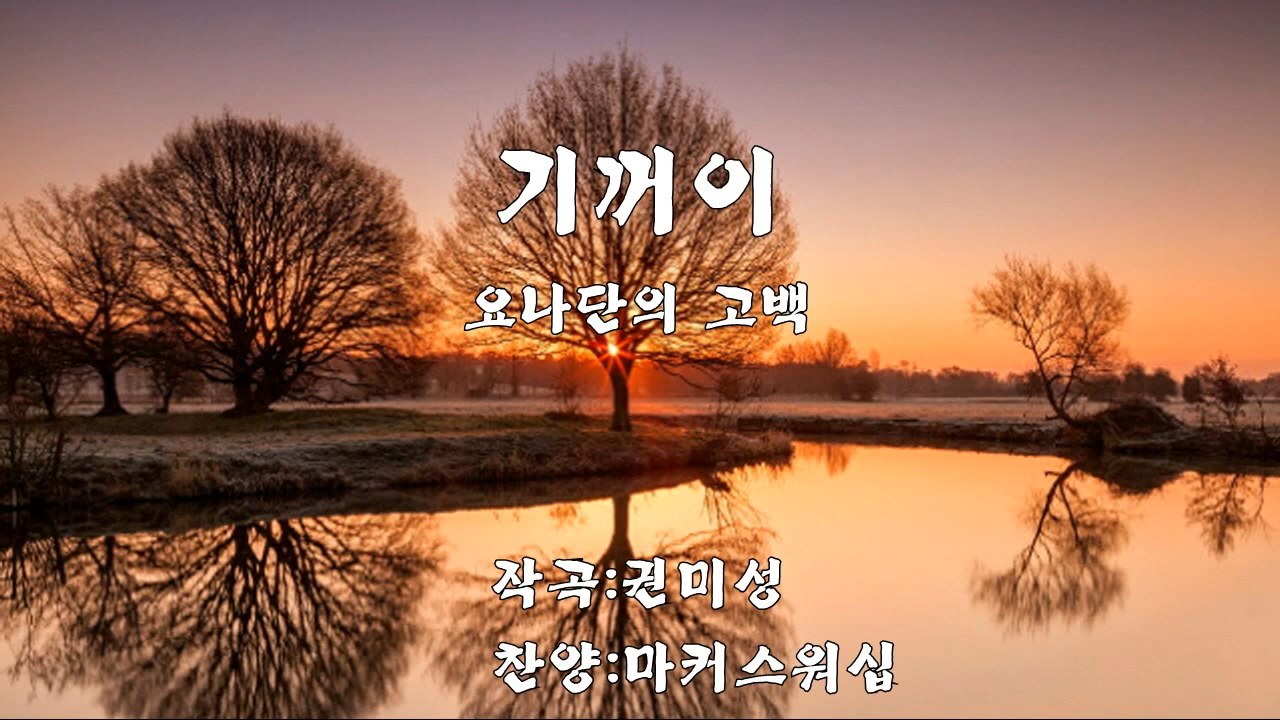 기꺼이
요나단의 고백
작곡:권미성
찬양:마커스워십